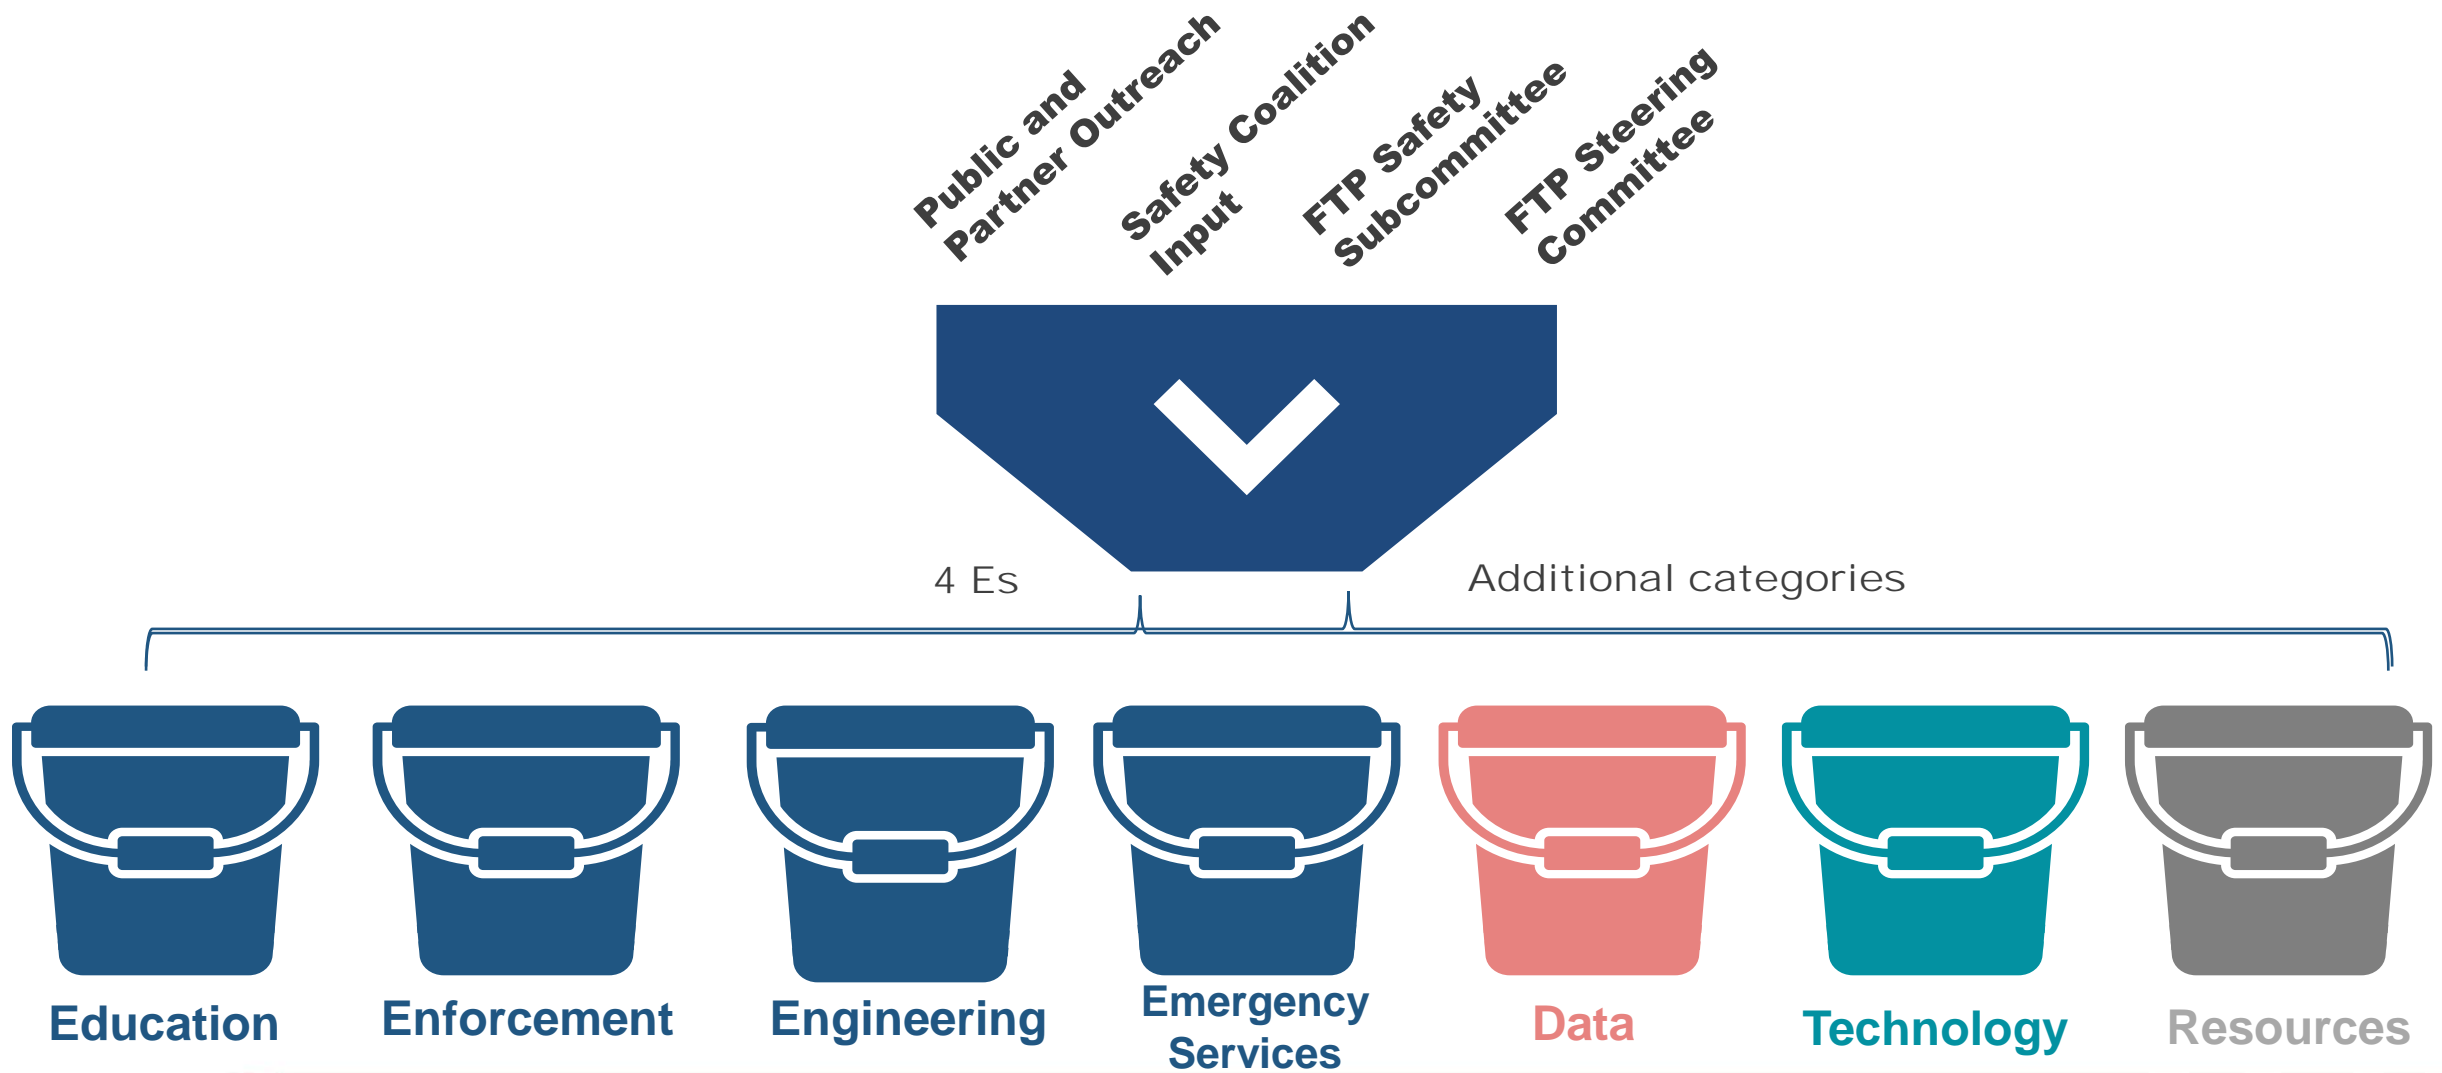 Public and
Partner Outreach
Safety Coalition
Input
FTP Safety
Subcommittee
FTP Steering
Committee
4 Es
Additional categories
Education
Enforcement
Engineering
Emergency
Services
Data
Technology
Resources